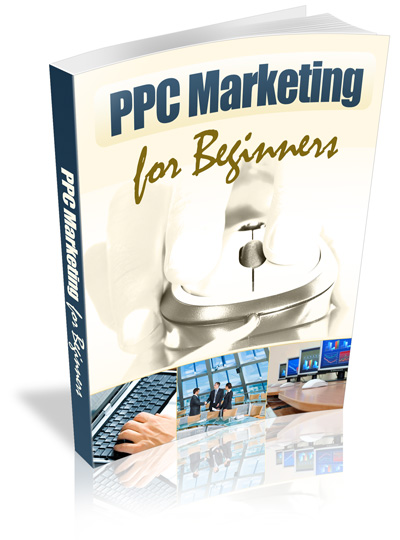 PPC Marketing
for Beginners
PPC Marketing for Beginners